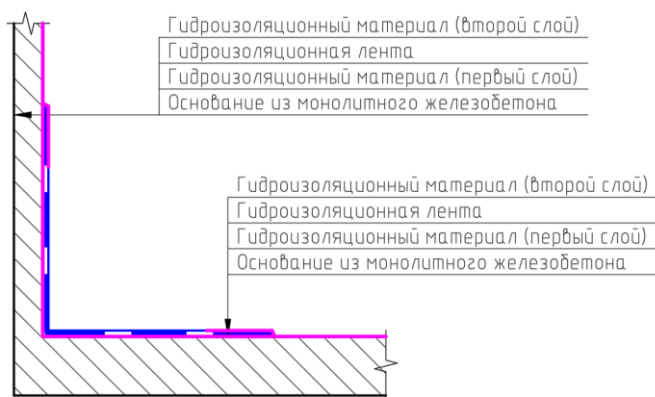 Гидроизоляционный материал (второй слой)
Гидроизоляционная лента
Гидроизоляционный материал (первый слой)
Основание из монолитного железобетона
Гидроизоляционный материал (второй слой)
Гидроизоляционная лента
Гидроизоляционный материал (первый слой)
Основание из монолитного железобетона